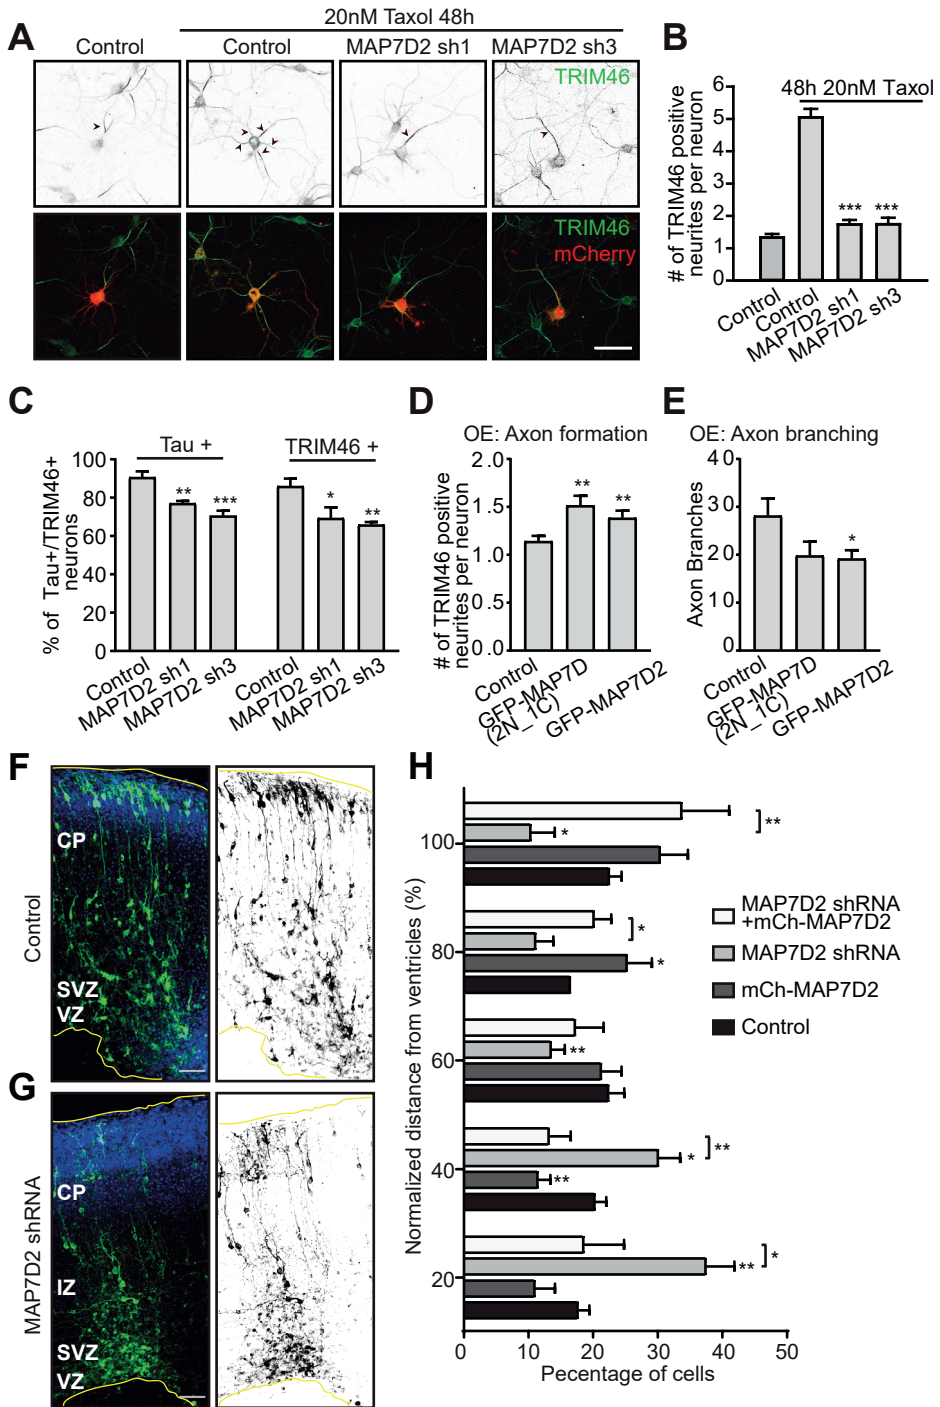 A
20nM Taxol 48h
Control
Control
MAP7D2 sh1
MAP7D2 sh3
TRIM46
TRIM46
mCherry
B
48h 20nM Taxol
# of TRIM46 positive
neurites per neuron
6
5
4
3
2
1
0
***
***
Control
Control
MAP7D2 sh1
MAP7D2 sh3
C
Tau +
TRIM46 +
% of Tau+/TRIM46+
neurons
100
80
60
40
20
0
**
***
*
**
Control
MAP7D2 sh1
MAP7D2 sh3
Control
MAP7D2 sh1
MAP7D2 sh3
D
OE: Axon formation
# of TRIM46 positive
neurites per neuron
2.0
1.5
1.0
0.5
0.0
**
**
Control
GFP-MAP7D
(2N_1C)
GFP-MAP7D2
E
OE: Axon branching
Axon Branches
40
30
20
10
0
*
Control
GFP-MAP7D
(2N_1C)
GFP-MAP7D2
F
Control
CP
SVZ
VZ
G
MAP7D2 shRNA
CP
IZ
SVZ
VZ
H
Normalized distance from ventricles (%)
100
80
60
40
20
*
**
*
*
**
**
*
**
**
*
MAP7D2 shRNA
+mCh-MAP7D2
MAP7D2 shRNA
mCh-MAP7D2
Control
0
10
20
30
40
50
Pecentage of cells